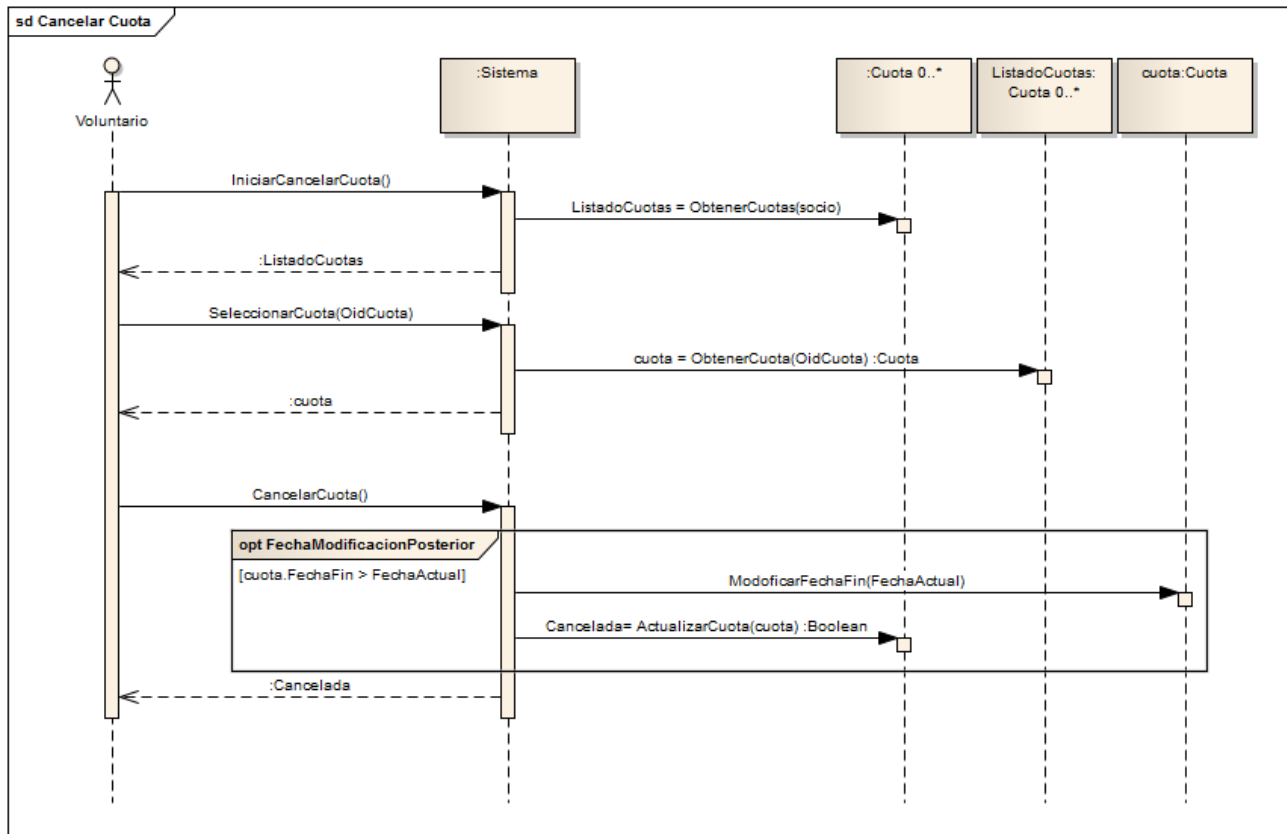 sd Cancelar Cuota
Voluntario
:Sistema
:Cuota 0..*
ListadoCuotas:
Cuota 0..*
cuota:Cuota
IniciarCancelarCuota()
ListadoCuotas = ObtenerCuotas(socio)
:ListadoCuotas
SeleccionarCuota(OidCuota)
cuota = ObtenerCuota(OidCuota) :Cuota
:cuota
CancelarCuota()
opt FechaModificacionPosterior
[cuota.FechaFin > FechaActual]
ModoficarFechaFin(FechaActual)
Cancelada= ActualizarCuota(cuota) :Boolean
:Cancelada